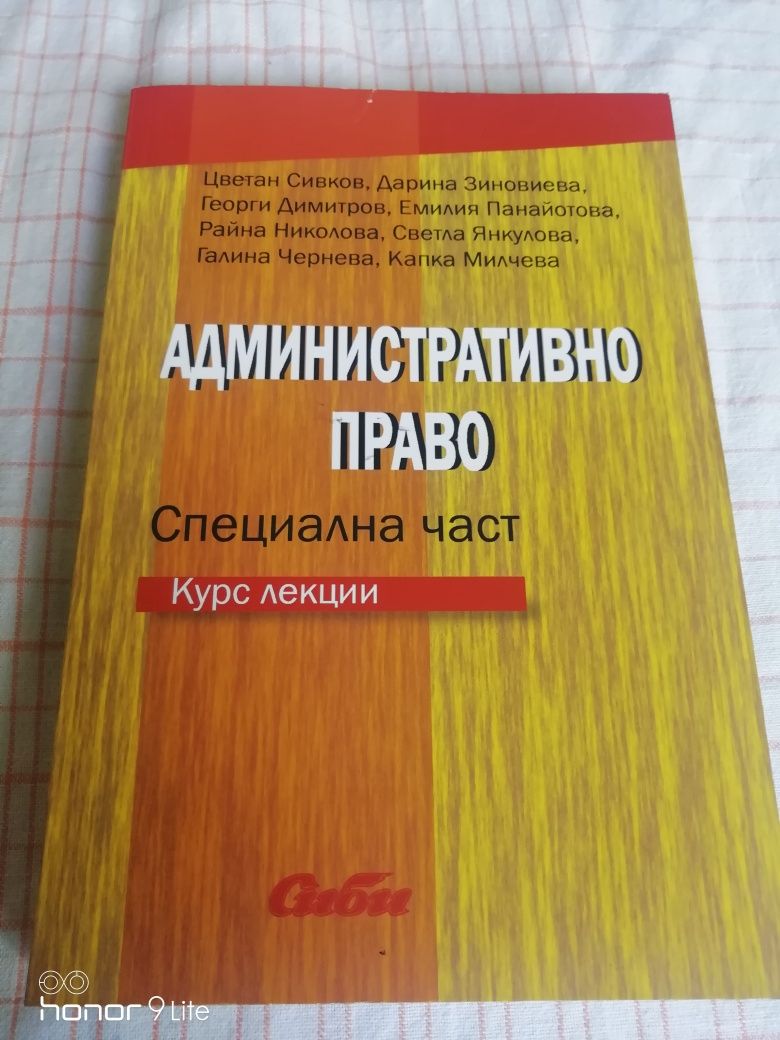 Цветан Сивков, Дарина Зиновиева,
Георги Димитров, Емилия Панайотова,
Райна Николова, Светла Янкулова,
Галина Чернева, Капка Милчева
АДМИНИСТРАТИВНО
ПРАВО
Специална част
Курс лекции
Сиби
honor 9 Lite